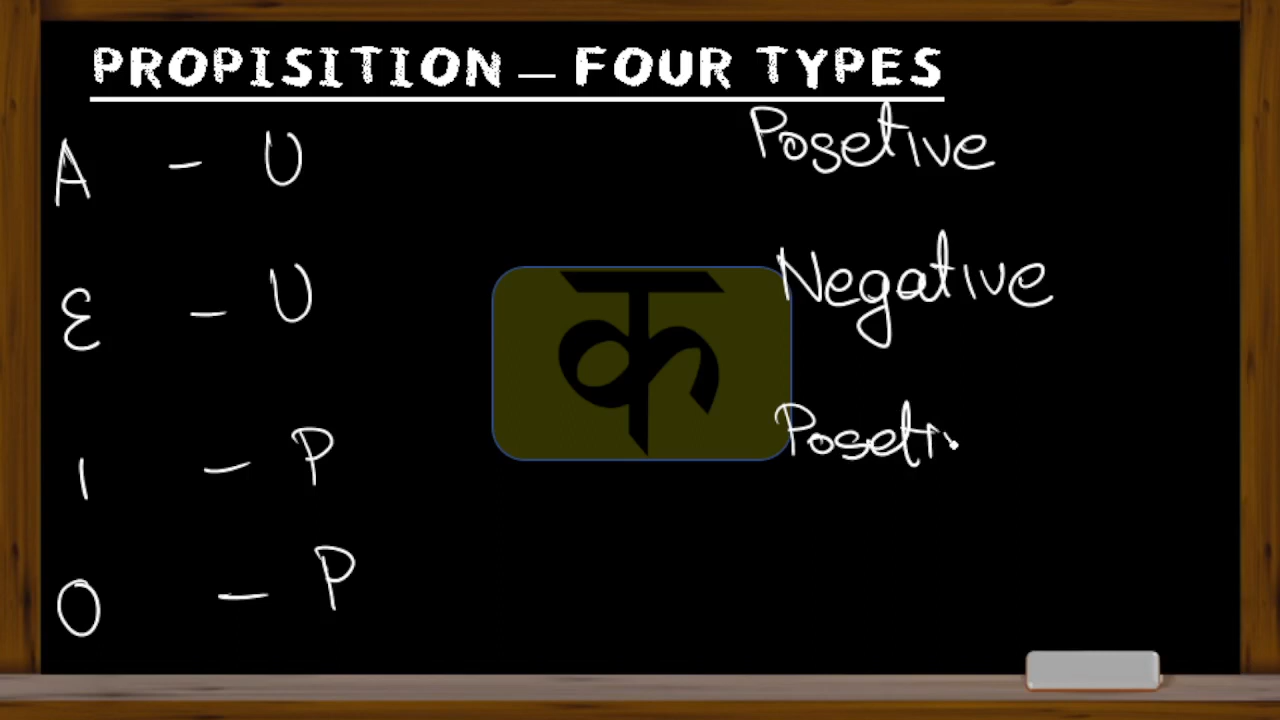 PROPISITION — FOUR TYPES
A – U Posetive
E – U Negative
क
I – P Poseti
O – P